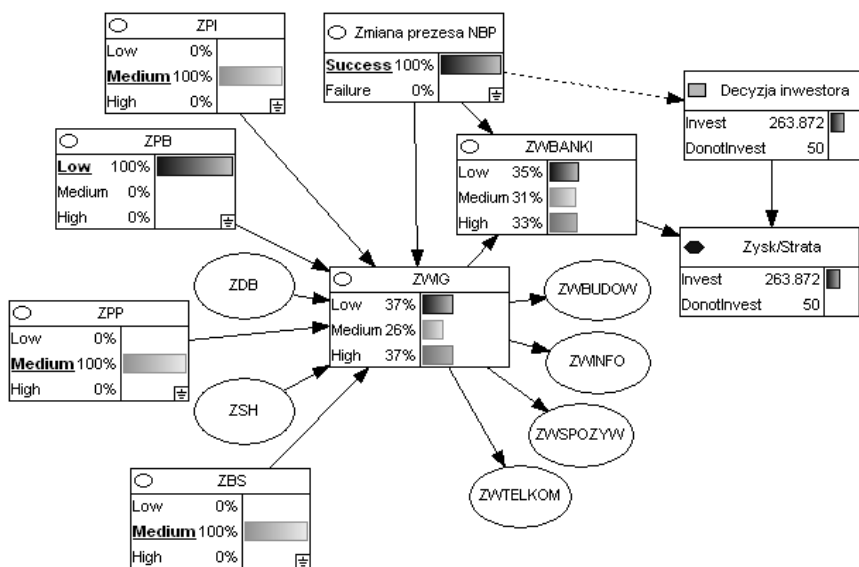 ZPI
Low 0%
Medium 100%
High 0%
Zmiana prezesa NBP
Success 100%
Failure 0%
Decyzja inwestora
Invest 263.872
DonotInvest 50
ZPB
Low 100%
Medium 0%
High 0%
ZWBANKI
Low 35%
Medium 31%
High 33%
Zysk/Strata
Invest 263.872
DonotInvest 50
ZDB
ZWIG
Low 37%
Medium 26%
High 37%
ZWBUDOW
ZPP
Low 0%
Medium 100%
High 0%
ZWINFO
ZSH
ZWSPOZYW
ZBS
Low 0%
Medium 100%
High 0%
ZWTELKOM